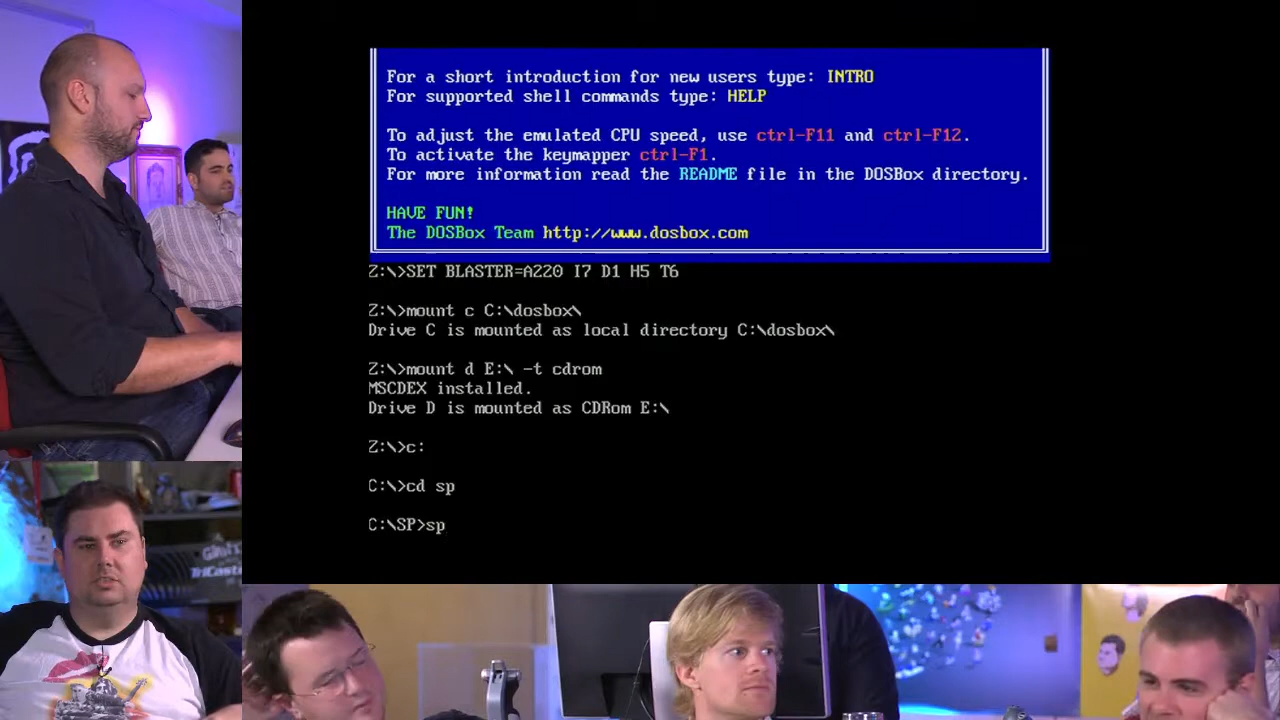 For a short introduction for new users type: INTRO
For supported shell commands type: HELP
To adjust the emulated CPU speed, use ctrl-F11 and ctrl-F12.
To activate the keymapper ctrl-F1.
For more information read the README file in the DOSBox directory.
HAVE FUN!
The DOSBox Team http://www.dosbox.com
Z:\>SET BLASTER=A220 I7 D1 H5 T6
Z:\>mount c C:\dosbox\
Drive C is mounted as local directory C:\dosbox\
Z:\>mount d E:\ -t cdrom
MSCDEX installed.
Drive D is mounted as CDRom E:\
Z:\>c:
C:\>cd sp
C:\SP>sp
TriCaste